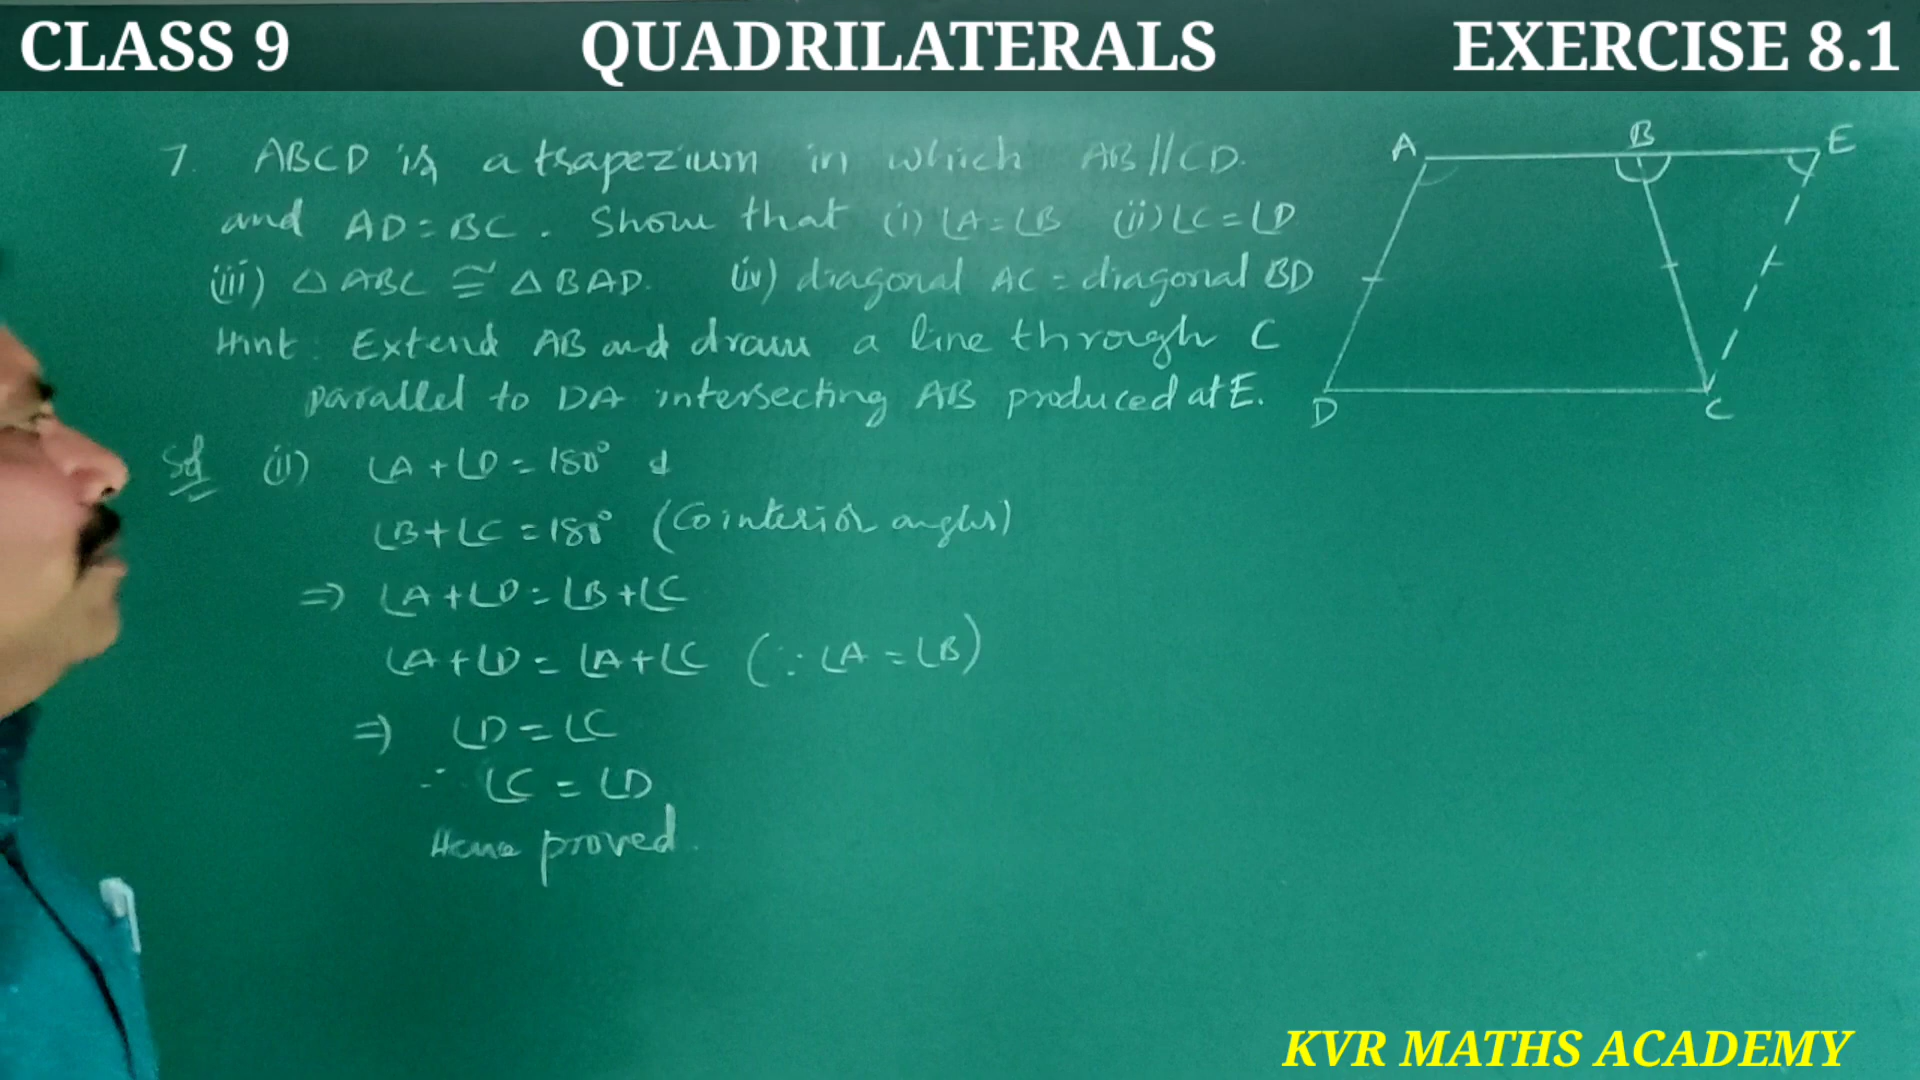 CLASS 9 QUADRILATERALS EXERCISE 8.1
7. ABCD is a trapezium in which AB//CD.
and AD=BC. Show that (i) ∠A=∠B (ii) ∠C=∠D
(iii) △ABC ≅ △BAD. (iv) diagonal AC = diagonal BD
Hint: Extend AB and draw a line through C
parallel to DA intersecting AB produced at E.
Sol (ii) ∠A+∠D=180° &
∠B+∠C=180° (Cointerior angles)
⇒ ∠A+∠D=∠B+∠C
∠A+∠D=∠A+∠C (∵ ∠A=∠B)
⇒ ∠D=∠C
∴ ∠C=∠D
Hence proved.
A B E
D C
KVR MATHS ACADEMY